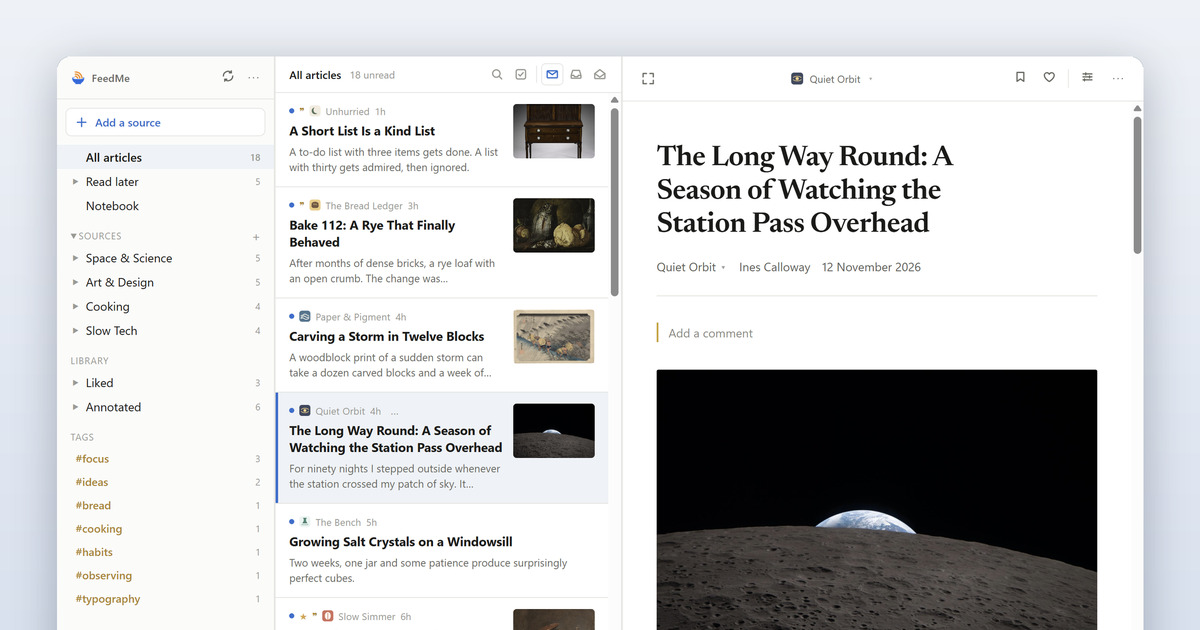 FeedMe
Add a source
All articles 18
Read later 5
Notebook
SOURCES
Space & Science 5
Art & Design 5
Cooking 4
Slow Tech 4
LIBRARY
Liked 3
Annotated 6
TAGS
#focus 3
#ideas 2
#bread 1
#cooking 1
#habits 1
#observing 1
#typography 1
All articles 18 unread
Unhurried 1h
A Short List Is a Kind List
A to-do list with three items gets done. A list
with thirty gets admired, then ignored.
The Bread Ledger 3h
Bake 112: A Rye That Finally
Behaved
After months of dense bricks, a rye loaf with
an open crumb. The change was...
Paper & Pigment 4h
Carving a Storm in Twelve Blocks
A woodblock print of a sudden storm can
take a dozen carved blocks and a week of...
Quiet Orbit 4h ...
The Long Way Round: A Season of
Watching the Station Pass Overhead
For ninety nights I stepped outside whenever
the station crossed my patch of sky. It...
The Bench 5h
Growing Salt Crystals on a Windowsill
Two weeks, one jar and some patience produce surprisingly
perfect cubes.
Slow Simmer 6h
Quiet Orbit
The Long Way Round: A
Season of Watching the
Station Pass Overhead
Quiet Orbit Ines Calloway 12 November 2026
Add a comment